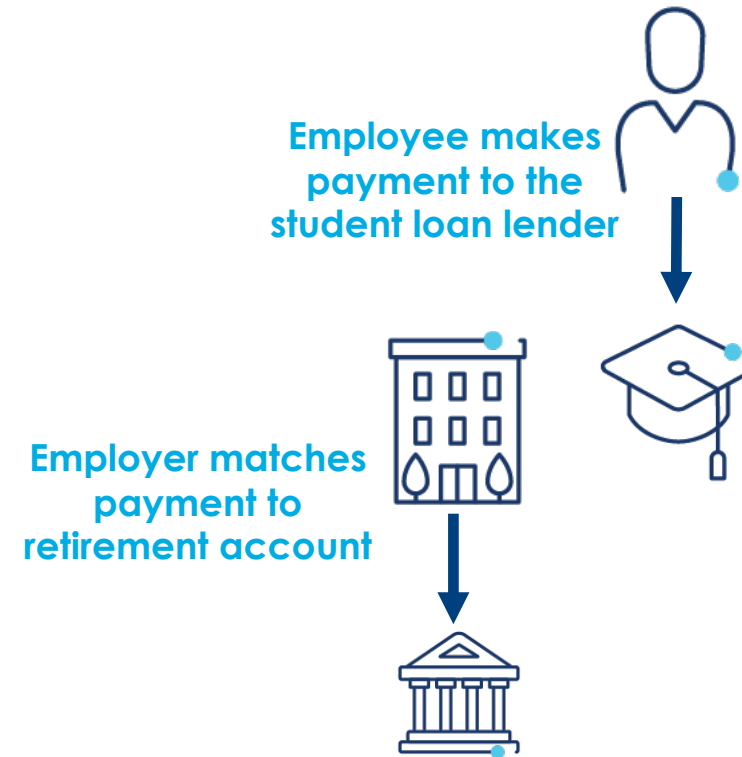 Employee makes
payment to the
student loan lender
Employer matches
payment to
retirement account